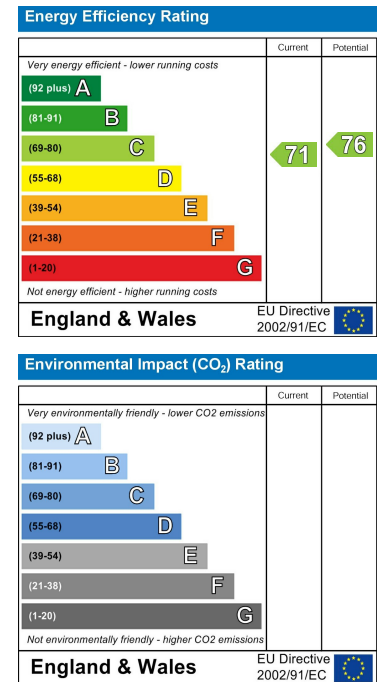 Energy Efficiency Rating
Current Potential
Very energy efficient - lower running costs
(92 plus) A
(81-91) B
(69-80) C
71 76
(55-68) D
(39-54) E
(21-38) F
(1-20) G
Not energy efficient - higher running costs
England & Wales
EU Directive
2002/91/EC
Environmental Impact (CO₂) Rating
Current Potential
Very environmentally friendly - lower CO2 emissions
(92 plus) A
(81-91) B
(69-80) C
(55-68) D
(39-54) E
(21-38) F
(1-20) G
Not environmentally friendly - higher CO2 emissions
England & Wales
EU Directive
2002/91/EC